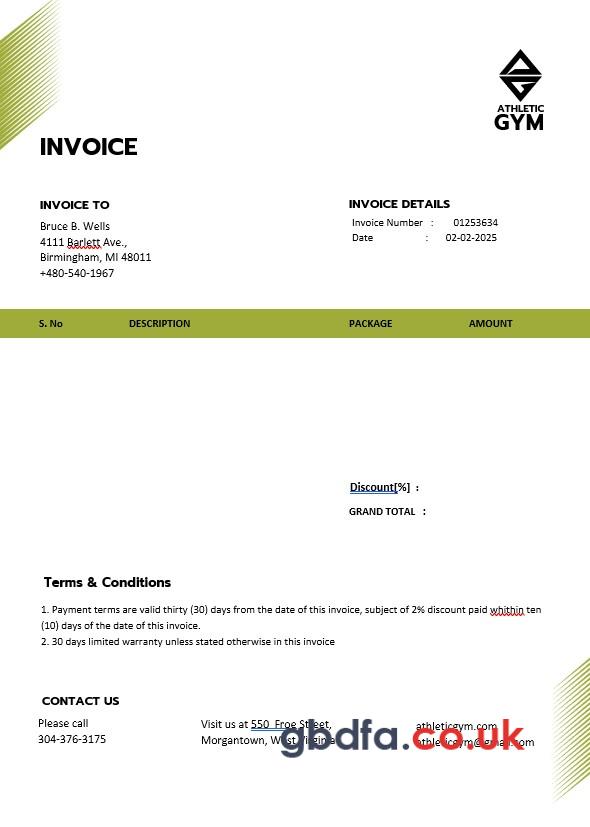 ATHLETIC
GYM
INVOICE
INVOICE TO
Bruce B. Wells
4111 Barlett Ave.,
Birmingham, MI 48011
+480-540-1967
INVOICE DETAILS
Invoice Number : 01253634
Date : 02-02-2025
S. No DESCRIPTION PACKAGE AMOUNT
Discount[%] :
GRAND TOTAL :
Terms & Conditions
1. Payment terms are valid thirty (30) days from the date of this invoice, subject of 2% discount paid whithin ten
(10) days of the date of this invoice.
2. 30 days limited warranty unless stated otherwise in this invoice
CONTACT US
Please call
304-376-3175
Visit us at 550 Froe Street,
Morgantown, West Virginia
athleticgym.com
athleticgym@gmail.com
gbdfa.co.uk